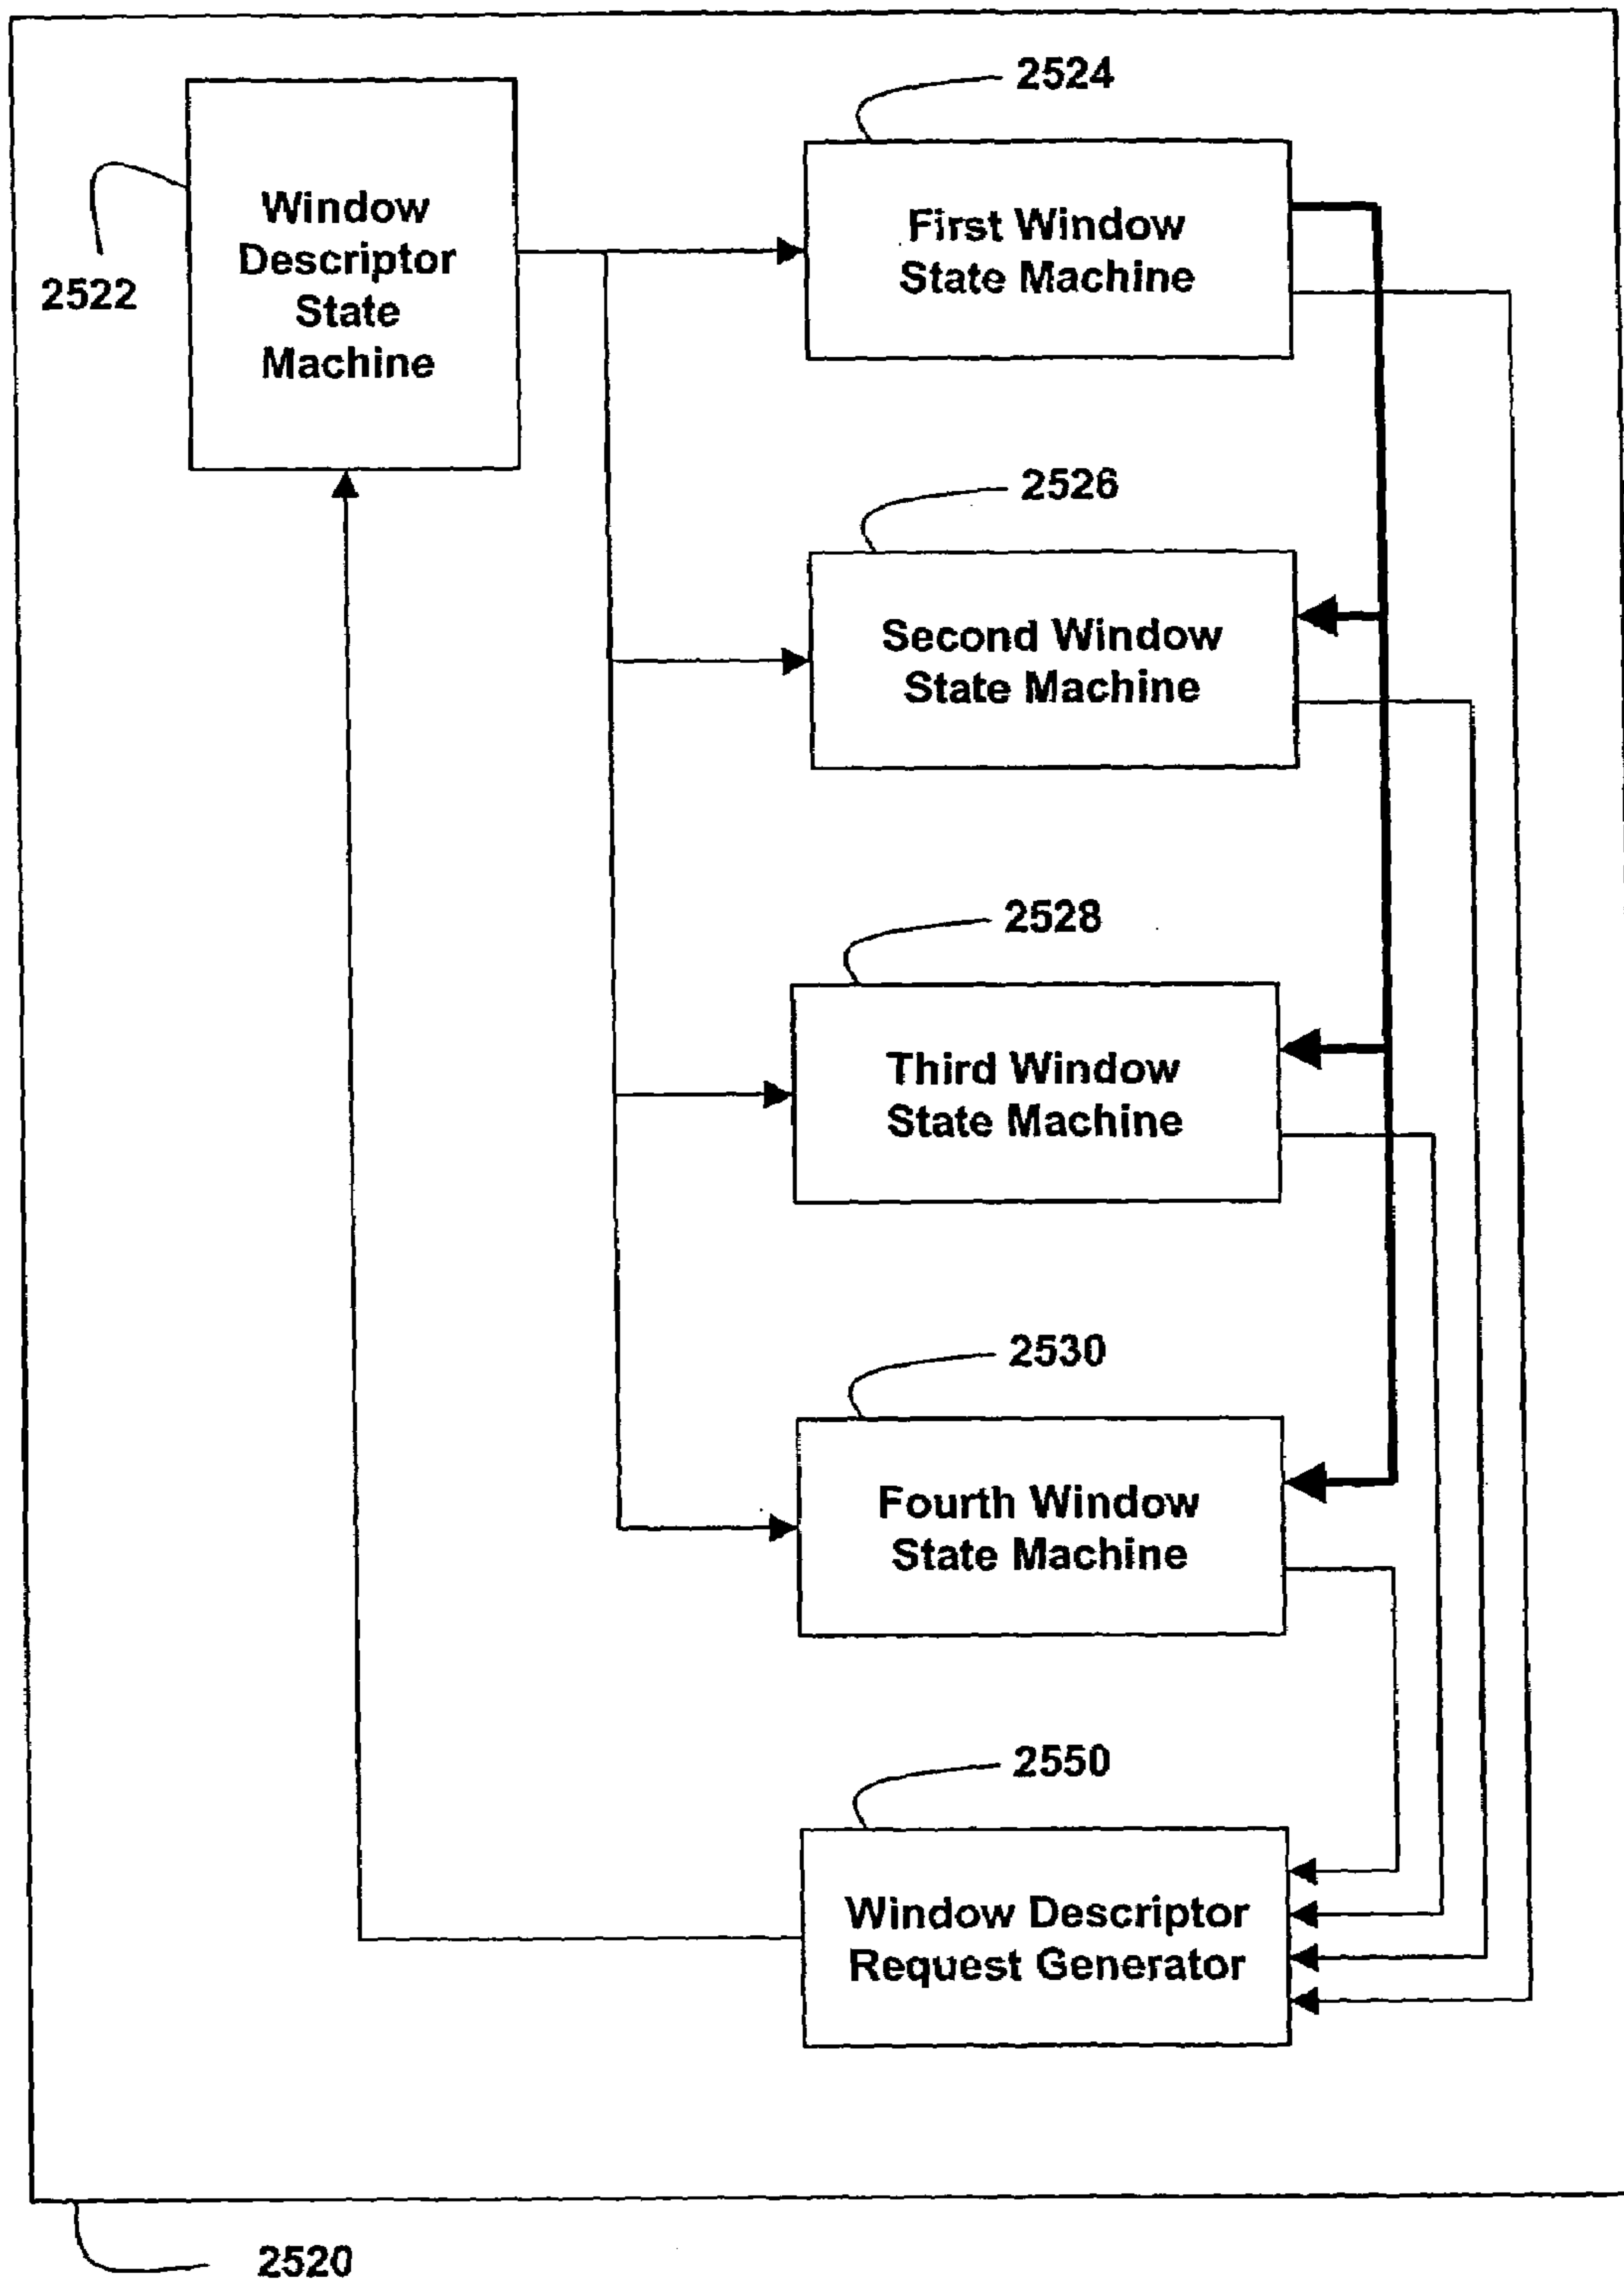 2524
Window
Descriptor
State
Machine
2522
First Window
State Machine
2526
Second Window
State Machine
2528
Third Window
State Machine
2530
Fourth Window
State Machine
2550
Window Descriptor
Request Generator
2520